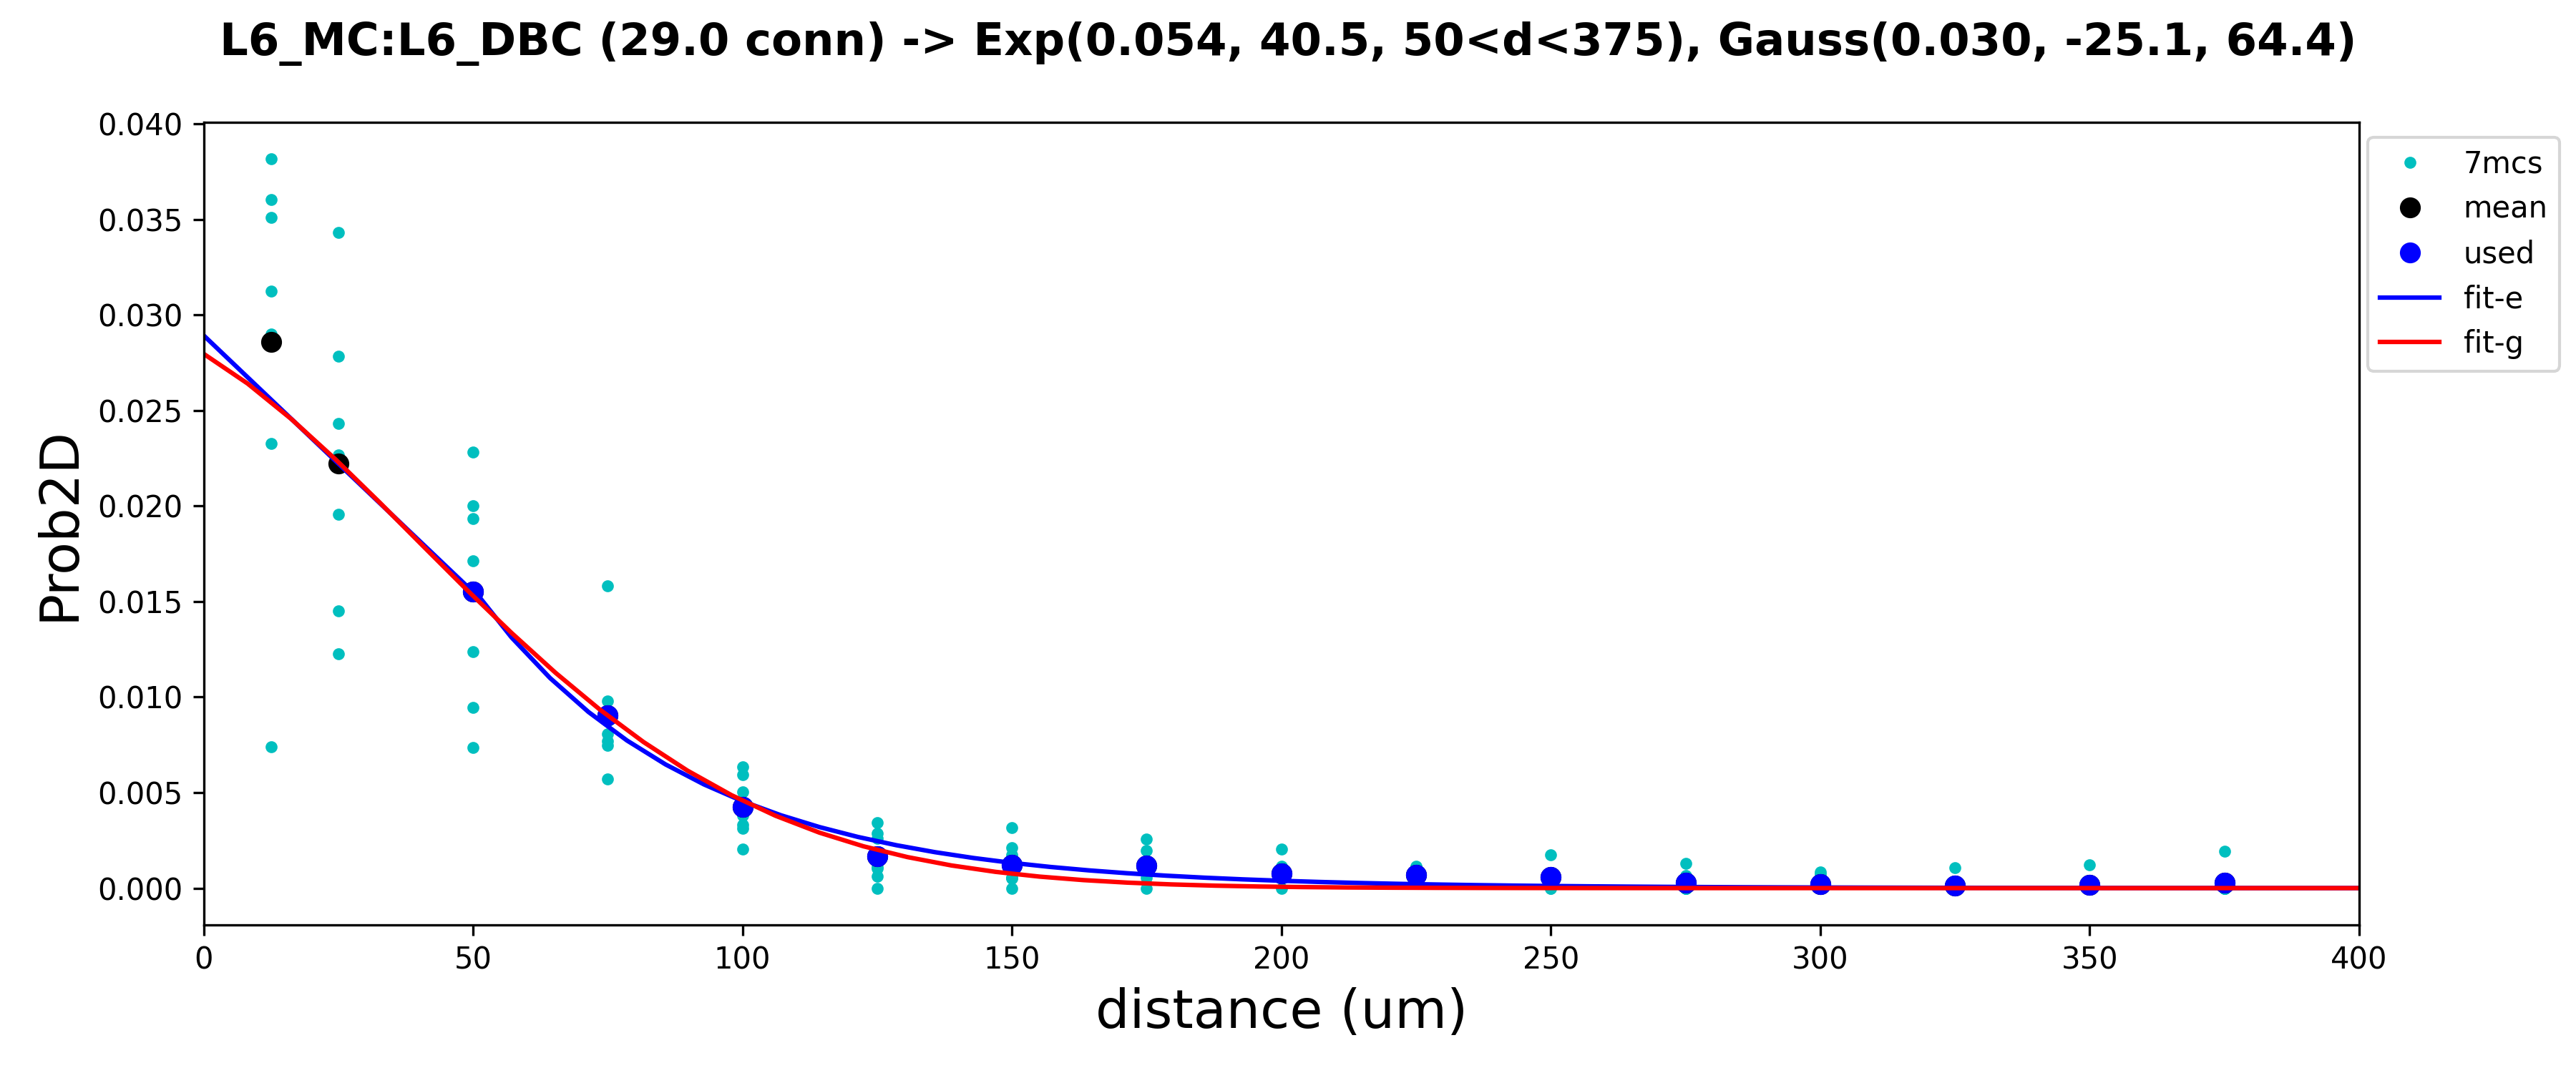 L6_MC:L6_DBC (29.0 conn) -> Exp(0.054, 40.5, 50<d<375), Gauss(0.030, -25.1, 64.4)
0.040
0.035
0.030
0.025
0.020
0.015
0.010
0.005
0.000
Prob2D
0 50 100 150 200 250 300 350 400
distance (um)
7mcs
mean
used
fit-e
fit-g